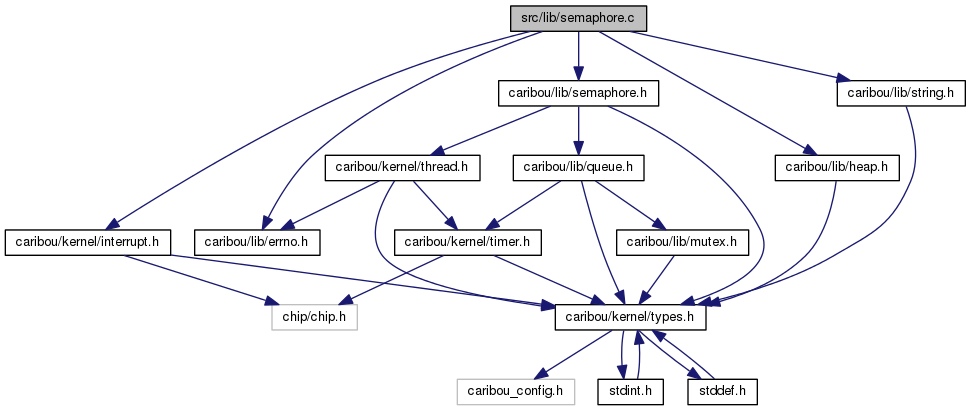 src/lib/semaphore.c
caribou/lib/semaphore.h
caribou/lib/string.h
caribou/kernel/thread.h
caribou/lib/queue.h
caribou/lib/heap.h
caribou/kernel/interrupt.h
caribou/lib/errno.h
caribou/kernel/timer.h
caribou/lib/mutex.h
chip/chip.h
caribou/kernel/types.h
caribou_config.h
stdint.h
stddef.h